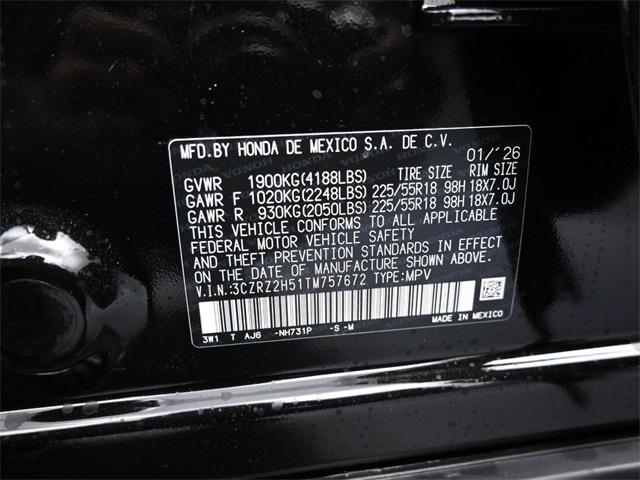 MFD.BY HONDA DE MEXICO S.A. DE C.V.
01/'26
GVWR 1900KG(4188LBS) TIRE SIZE RIM SIZE
GAWR F 1020KG(2248LBS) 225/55R18 98H 18X7.0J
GAWR R 930KG(2050LBS) 225/55R18 98H 18X7.0J
THIS VEHICLE CONFORMS TO ALL APPLICABLE
FEDERAL MOTOR VEHICLE SAFETY
AND THEFT PREVENTION STANDARDS IN EFFECT
ON THE DATE OF MANUFACTURE SHOWN ABOVE.
V.I.N.:3CZRZ2H51TM757672 TYPE:MPV
3W1 T AJ6 -NH731P -S -M
MADE IN MEXICO